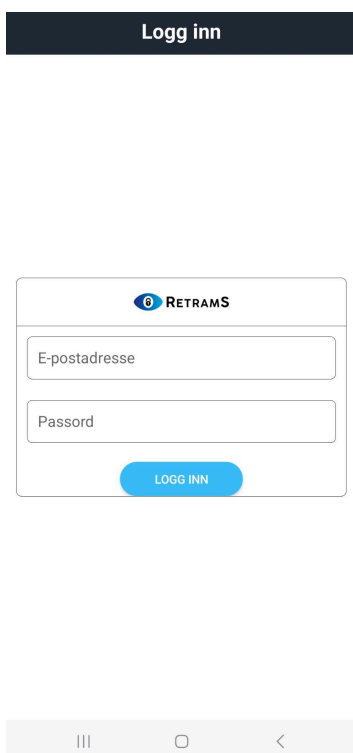 Logg inn
RETRAMS
E-postadresse
Passord
LOGG INN